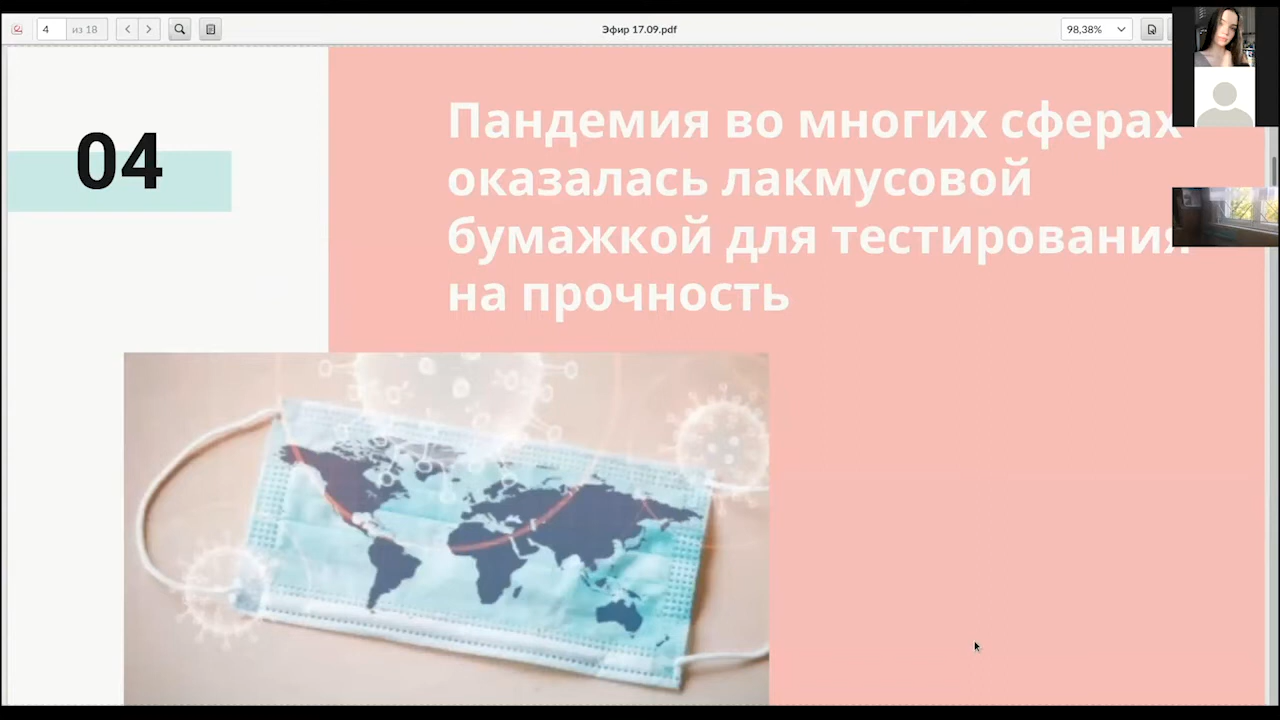 4
из 18
Эфир 17.09.pdf
98,38%
04
Пандемия во многих сферах
оказалась лакмусовой
бумажкой для тестирования
на прочность